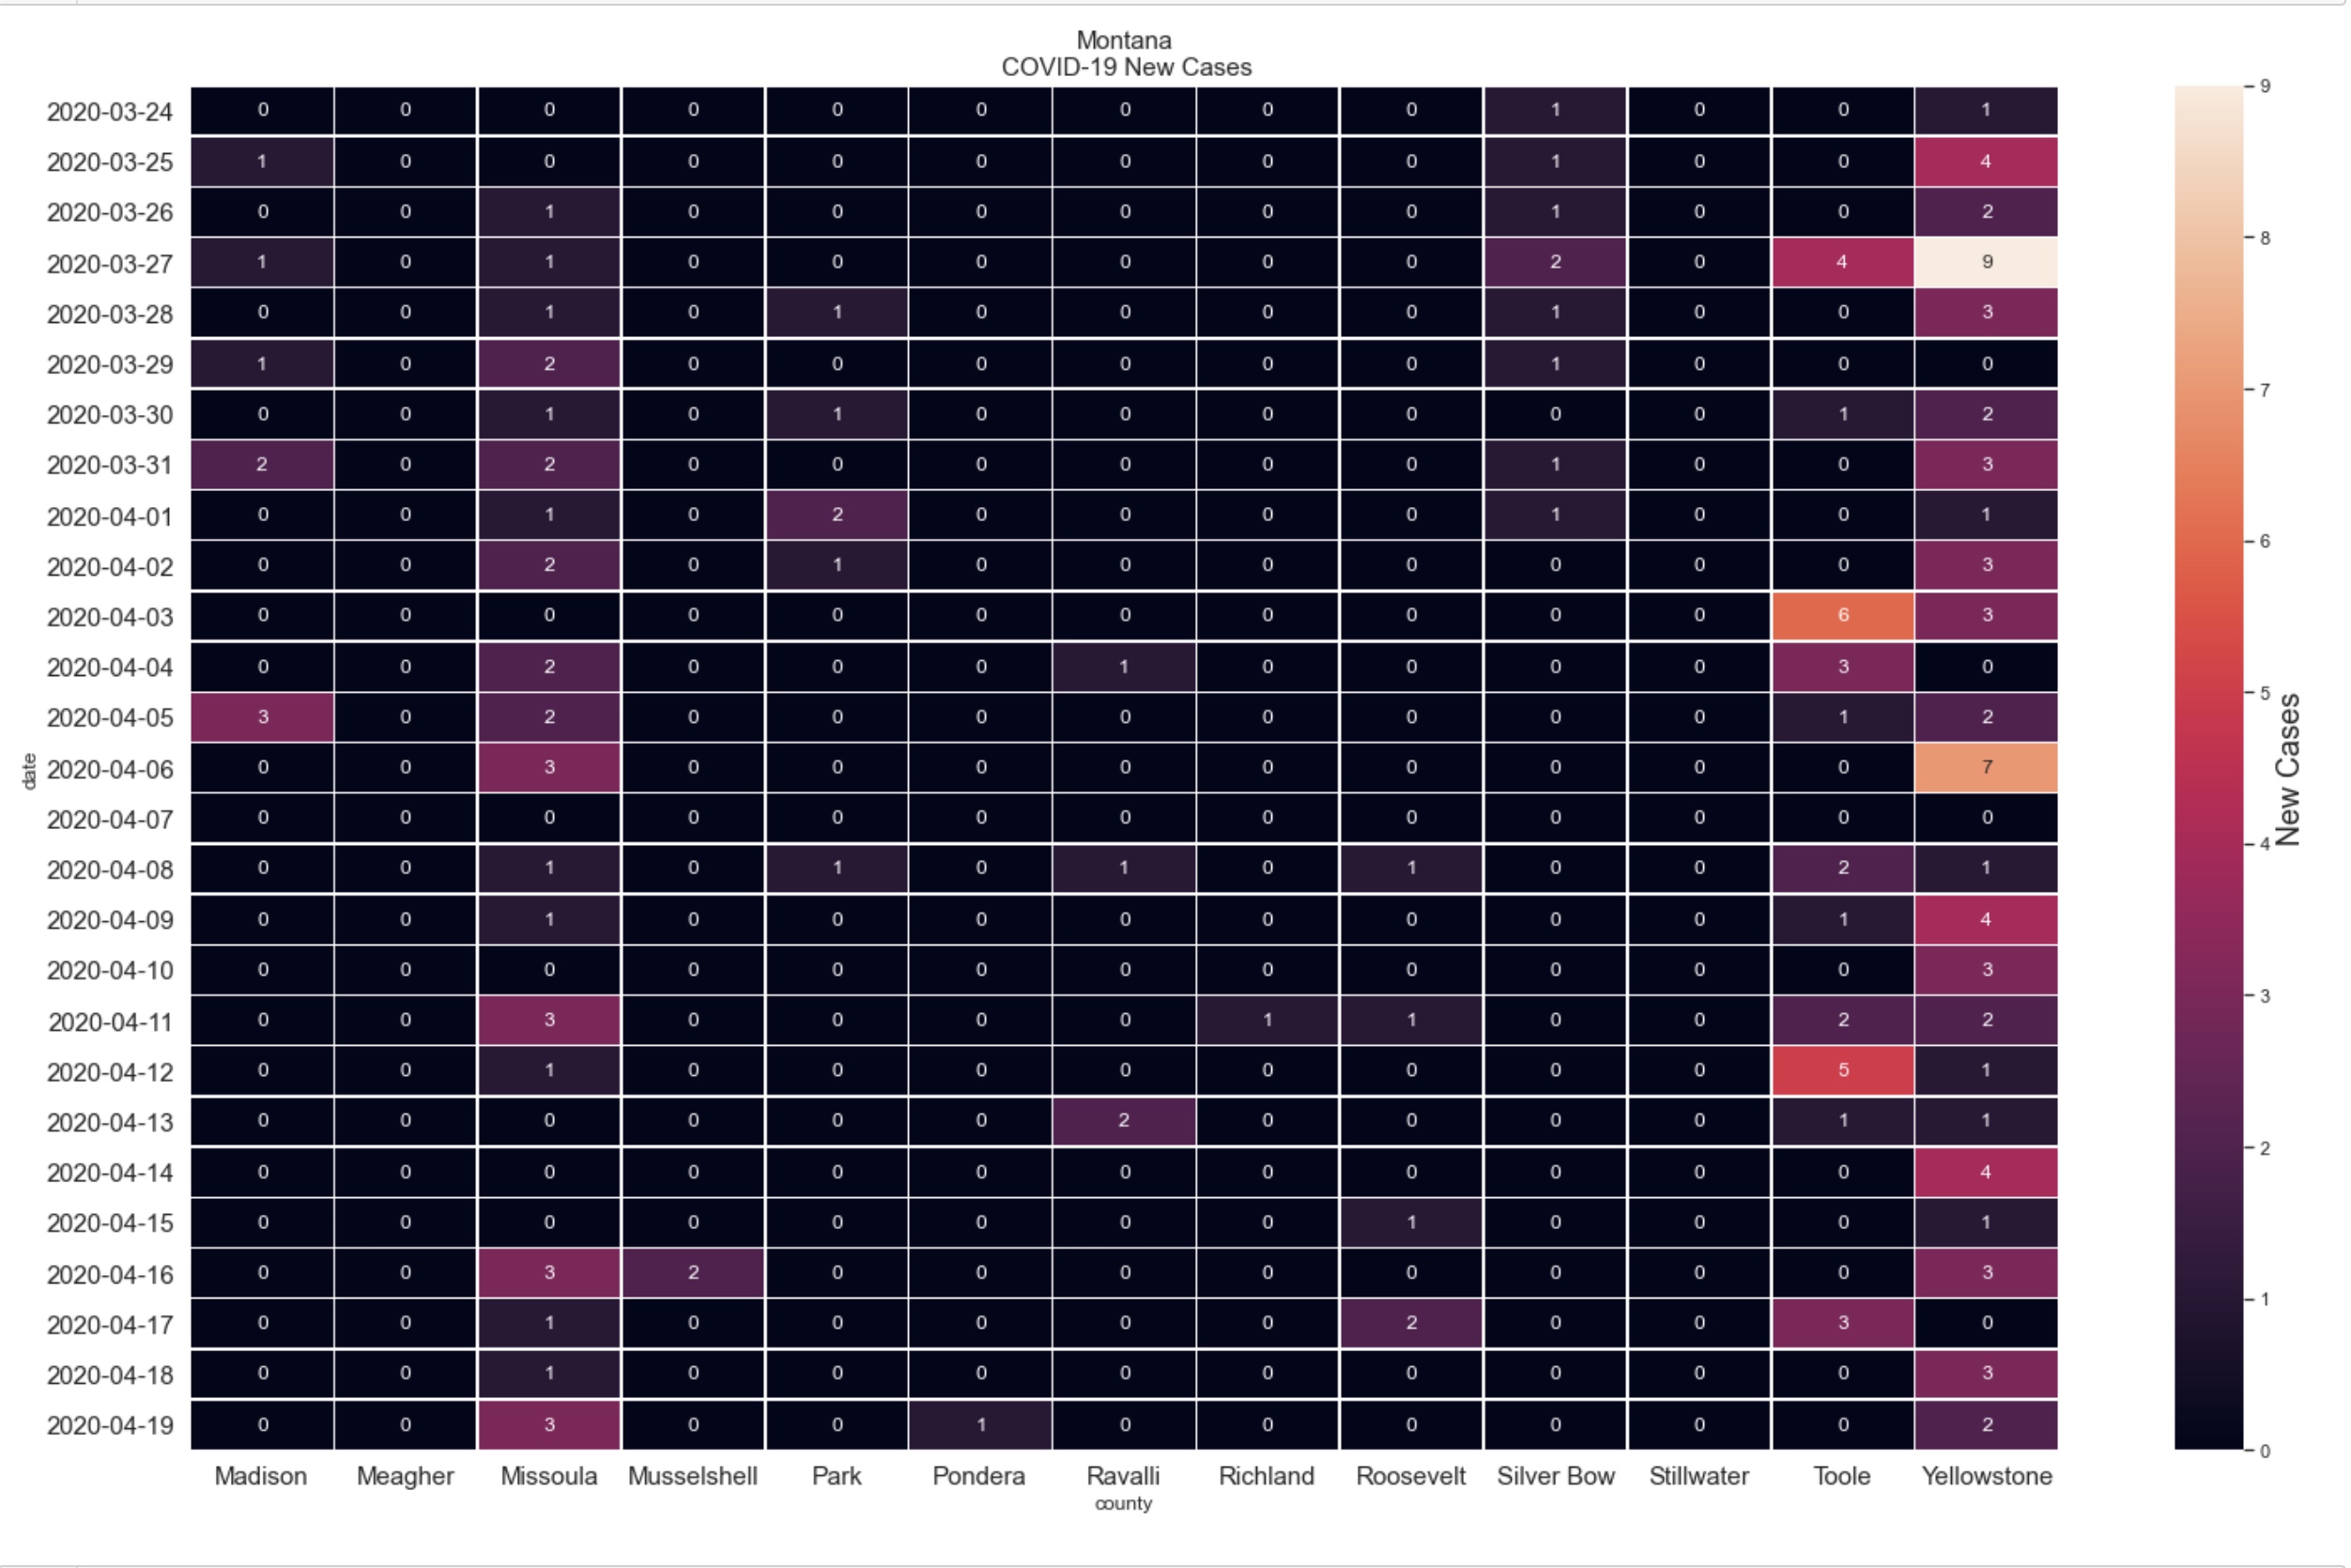 Montana
COVID-19 New Cases
2020-03-24 0 0 0 0 0 0 0 0 0 1 0 0 1
2020-03-25 1 0 0 0 0 0 0 0 0 1 0 0 4
2020-03-26 0 0 1 0 0 0 0 0 0 1 0 0 2
2020-03-27 1 0 1 0 0 0 0 0 0 2 0 4 9
2020-03-28 0 0 1 0 1 0 0 0 0 1 0 0 3
2020-03-29 1 0 2 0 0 0 0 0 0 1 0 0 0
2020-03-30 0 0 1 0 1 0 0 0 0 0 0 1 2
2020-03-31 2 0 2 0 0 0 0 0 0 1 0 0 3
2020-04-01 0 0 1 0 2 0 0 0 0 1 0 0 1
2020-04-02 0 0 2 0 1 0 0 0 0 0 0 0 3
2020-04-03 0 0 0 0 0 0 0 0 0 0 0 6 3
2020-04-04 0 0 2 0 0 0 1 0 0 0 0 3 0
2020-04-05 3 0 2 0 0 0 0 0 0 0 0 1 2
2020-04-06 0 0 3 0 0 0 0 0 0 0 0 0 7
2020-04-07 0 0 0 0 0 0 0 0 0 0 0 0 0
2020-04-08 0 0 1 0 1 0 1 0 1 0 0 2 1
2020-04-09 0 0 1 0 0 0 0 0 0 0 0 1 4
2020-04-10 0 0 0 0 0 0 0 0 0 0 0 0 3
2020-04-11 0 0 3 0 0 0 0 1 1 0 0 2 2
2020-04-12 0 0 1 0 0 0 0 0 0 0 0 5 1
2020-04-13 0 0 0 0 0 0 2 0 0 0 0 1 1
2020-04-14 0 0 0 0 0 0 0 0 0 0 0 0 4
2020-04-15 0 0 0 0 0 0 0 0 1 0 0 0 1
2020-04-16 0 0 3 2 0 0 0 0 0 0 0 0 3
2020-04-17 0 0 1 0 0 0 0 0 2 0 0 3 0
2020-04-18 0 0 1 0 0 0 0 0 0 0 0 0 3
2020-04-19 0 0 3 0 0 1 0 0 0 0 0 0 2
date
Madison Meagher Missoula Musselshell Park Pondera Ravalli Richland Roosevelt Silver Bow Stillwater Toole Yellowstone
county
9
8
7
6
5
4
3
2
1
0
New Cases